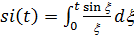 si(t) = ∫₀ᵗ sin ξ / ξ dξ